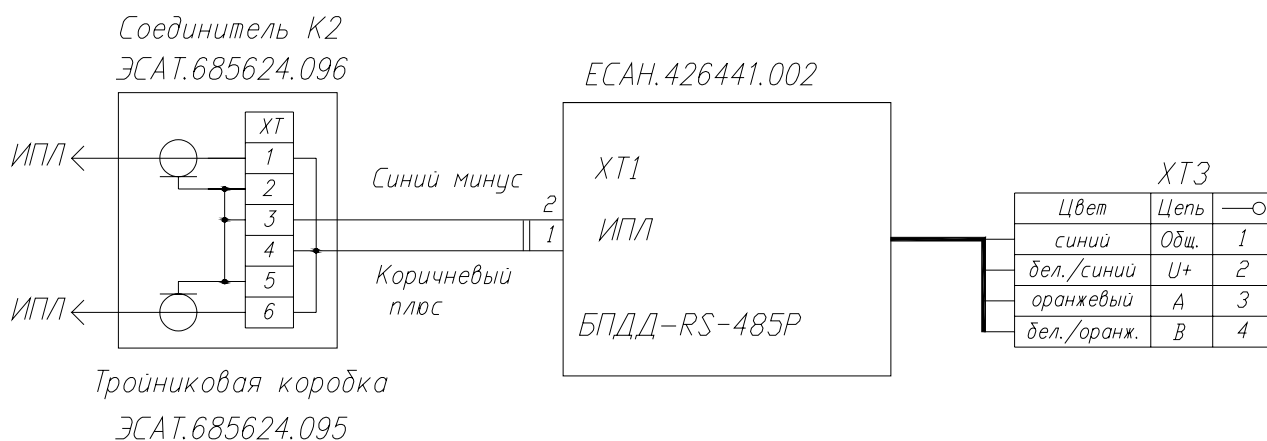 Соединитель К2
ЭСАТ.685624.096
ЕСАН.426441.002
ХТ
ИПЛ
1
2
3
4
5
6
ИПЛ
Синий минус
2
1
Коричневый
плюс
ХТ1
ИПЛ
БПДД-RS-485Р
ХТ3
Цвет Цепь
синий Общ. 1
бел./синий U+ 2
оранжевый А 3
бел./оранж. В 4
Тройниковая коробка
ЭСАТ.685624.095